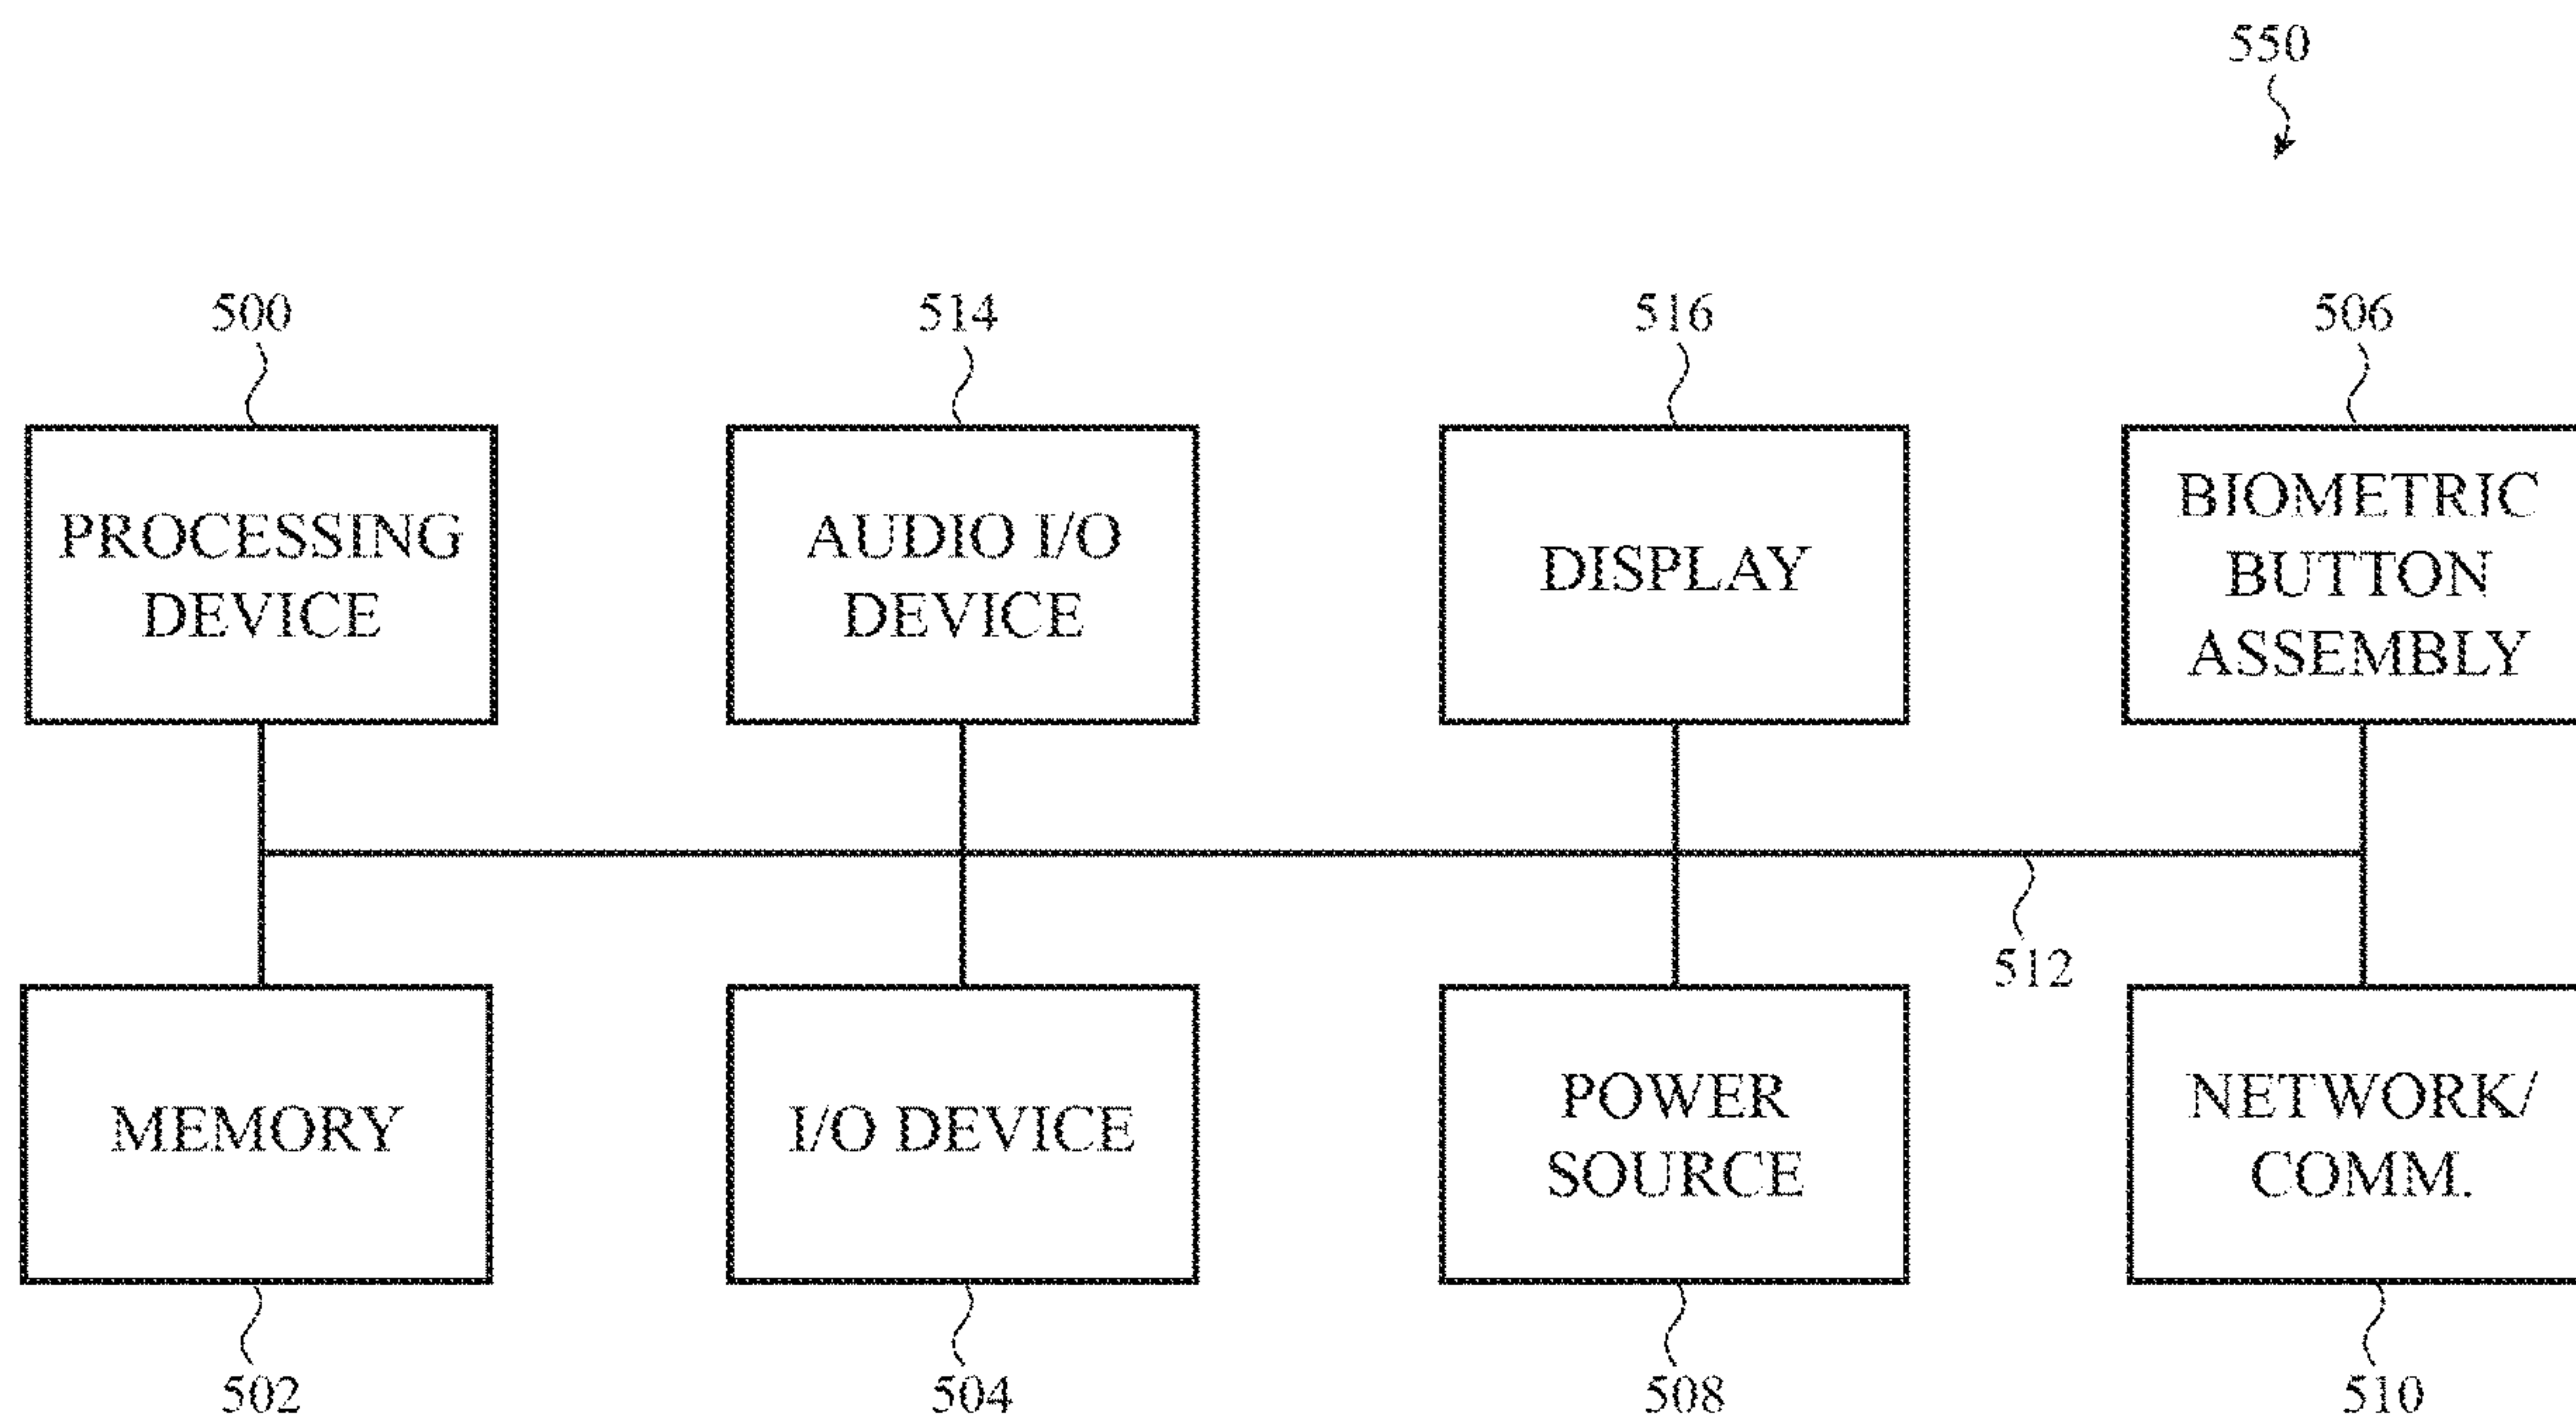 550
500
514
516
506
PROCESSING
DEVICE
AUDIO I/O
DEVICE
DISPLAY
BIOMETRIC
BUTTON
ASSEMBLY
512
MEMORY
I/O DEVICE
POWER
SOURCE
NETWORK/
COMM.
502
504
508
510